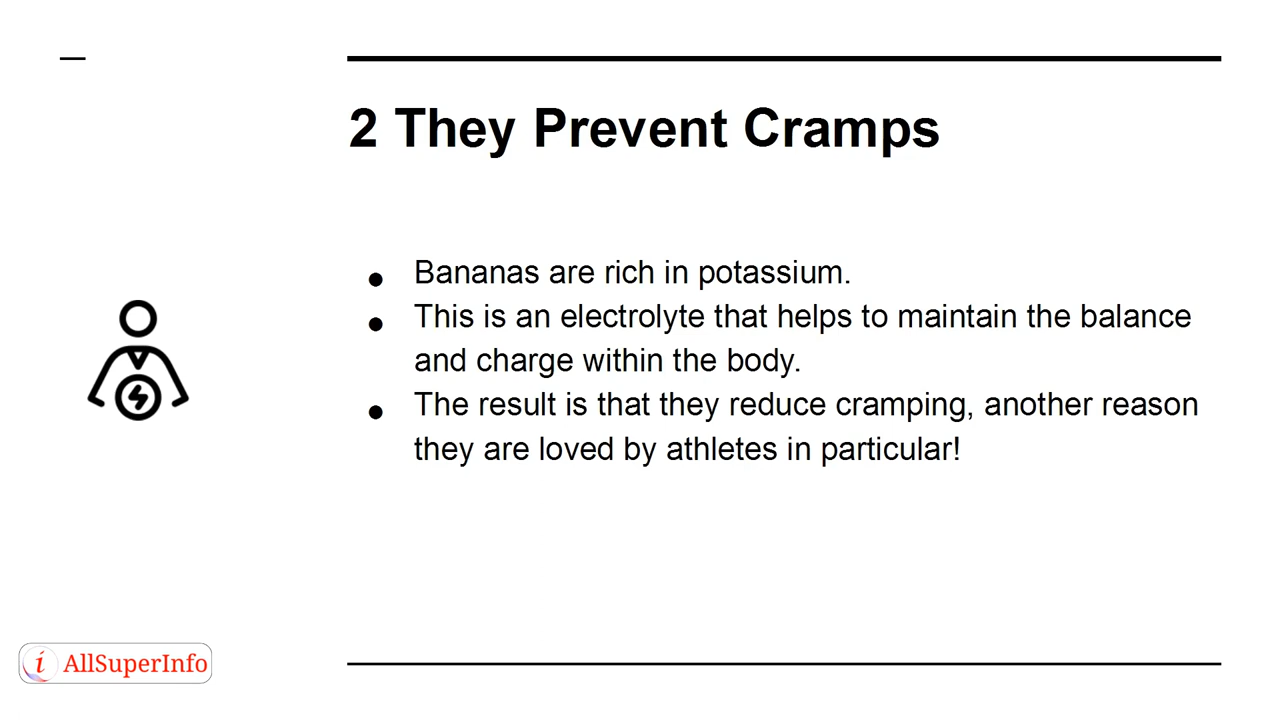 2 They Prevent Cramps
● Bananas are rich in potassium.
● This is an electrolyte that helps to maintain the balance
and charge within the body.
● The result is that they reduce cramping, another reason
they are loved by athletes in particular!
i AllSuperInfo